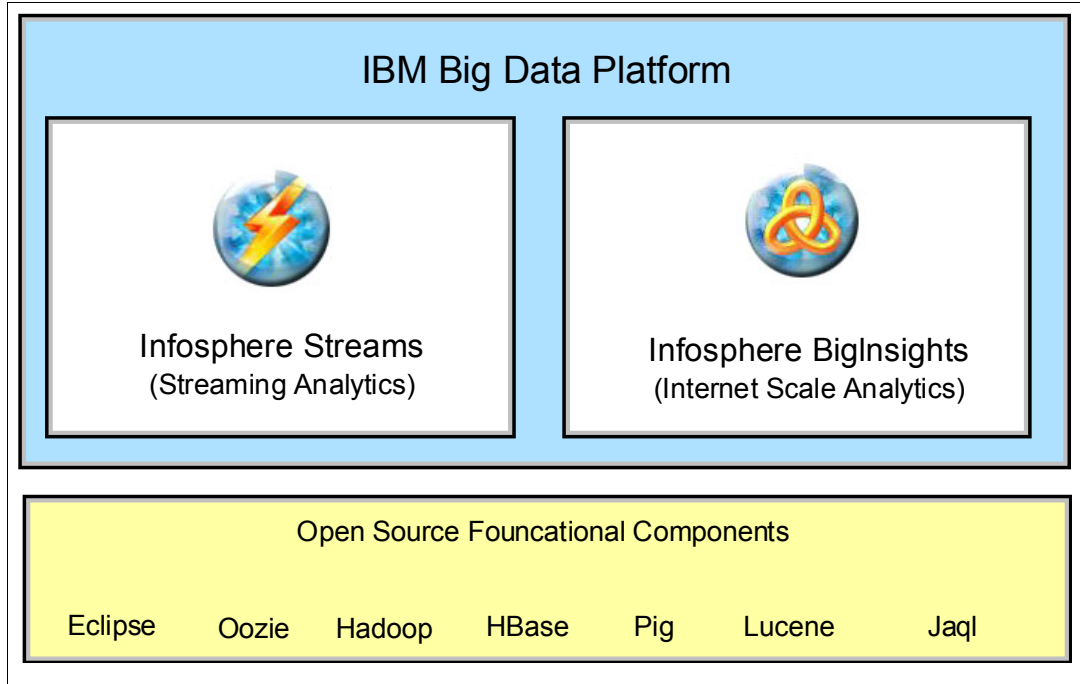 IBM Big Data Platform
Infosphere Streams
(Streaming Analytics)
Infosphere BigInsights
(Internet Scale Analytics)
Open Source Founcational Components
Eclipse Oozie Hadoop HBase Pig Lucene Jaql